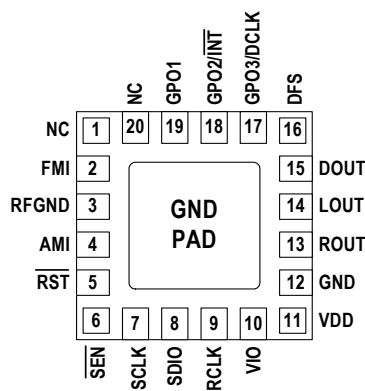 NC
GPO1
GPO2/INT
GPO3/DCLK
DFS
NC
1
20
19
18
17
16
FMI
2
15
DOUT
RFGND
3
GND
PAD
14
LOUT
AMI
4
13
ROUT
RST
5
12
GND
6
7
8
9
10
11
VDD
SEN
SCLK
SDIO
RCLK
VIO